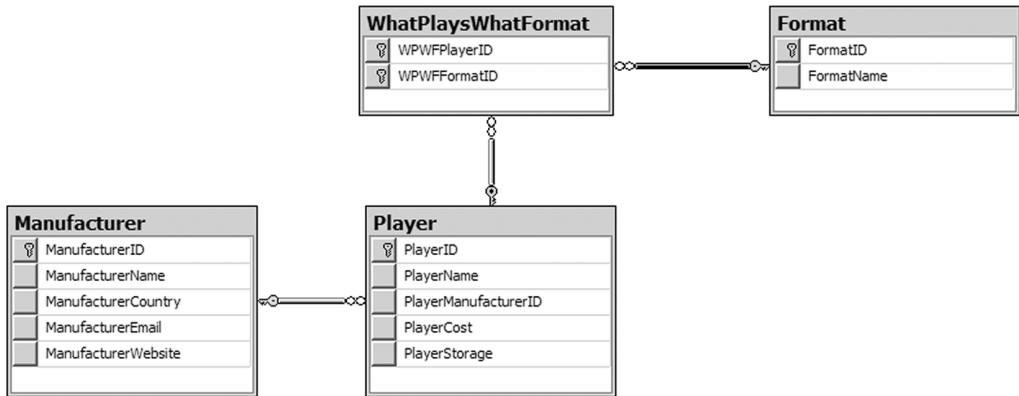 WhatPlaysWhatFormat
WPWFPlayerID
WPWFFormatID
Format
FormatID
FormatName
Manufacturer
ManufacturerID
ManufacturerName
ManufacturerCountry
ManufacturerEmail
ManufacturerWebsite
Player
PlayerID
PlayerName
PlayerManufacturerID
PlayerCost
PlayerStorage